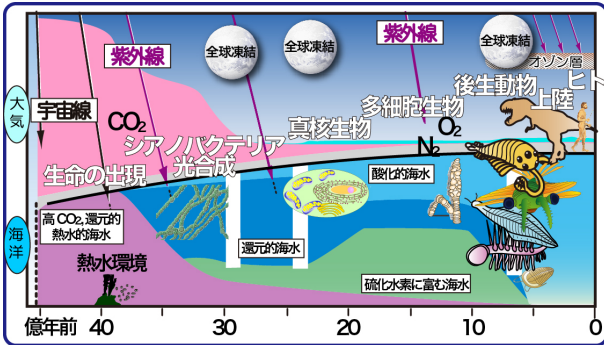 紫外線
全球凍結
全球凍結
紫外線
全球凍結
オゾン層
大気
宇宙線
CO₂
シアノバクテリア
光合成
真核生物
多細胞生物
O₂
N₂
後生動物
上陸
ヒト
生命の出現
酸化的海水
海洋
高CO₂,還元的
熱水的海水
還元的海水
熱水環境
硫化水素に富む海水
億年前 40 30 20 10 0